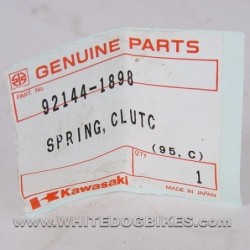 GENUINE PARTS
PART No.
92144-1898
SPRING, CLUTC
(95, C)
QTY
1
Kawasaki
MADE IN JAPAN
©-WWW.WHITEDOGBIKES.COM-©